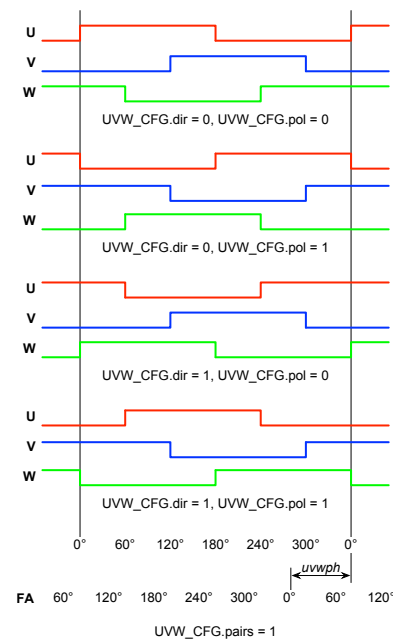 U
V
W
UVW_CFG.dir = 0, UVW_CFG.pol = 0
U
V
W
UVW_CFG.dir = 0, UVW_CFG.pol = 1
U
V
W
UVW_CFG.dir = 1, UVW_CFG.pol = 0
U
V
W
UVW_CFG.dir = 1, UVW_CFG.pol = 1
0° 60° 120° 180° 240° 300° 0°
uvwph
FA 60° 120° 180° 240° 300° 0° 60° 120°
UVW_CFG.pairs = 1